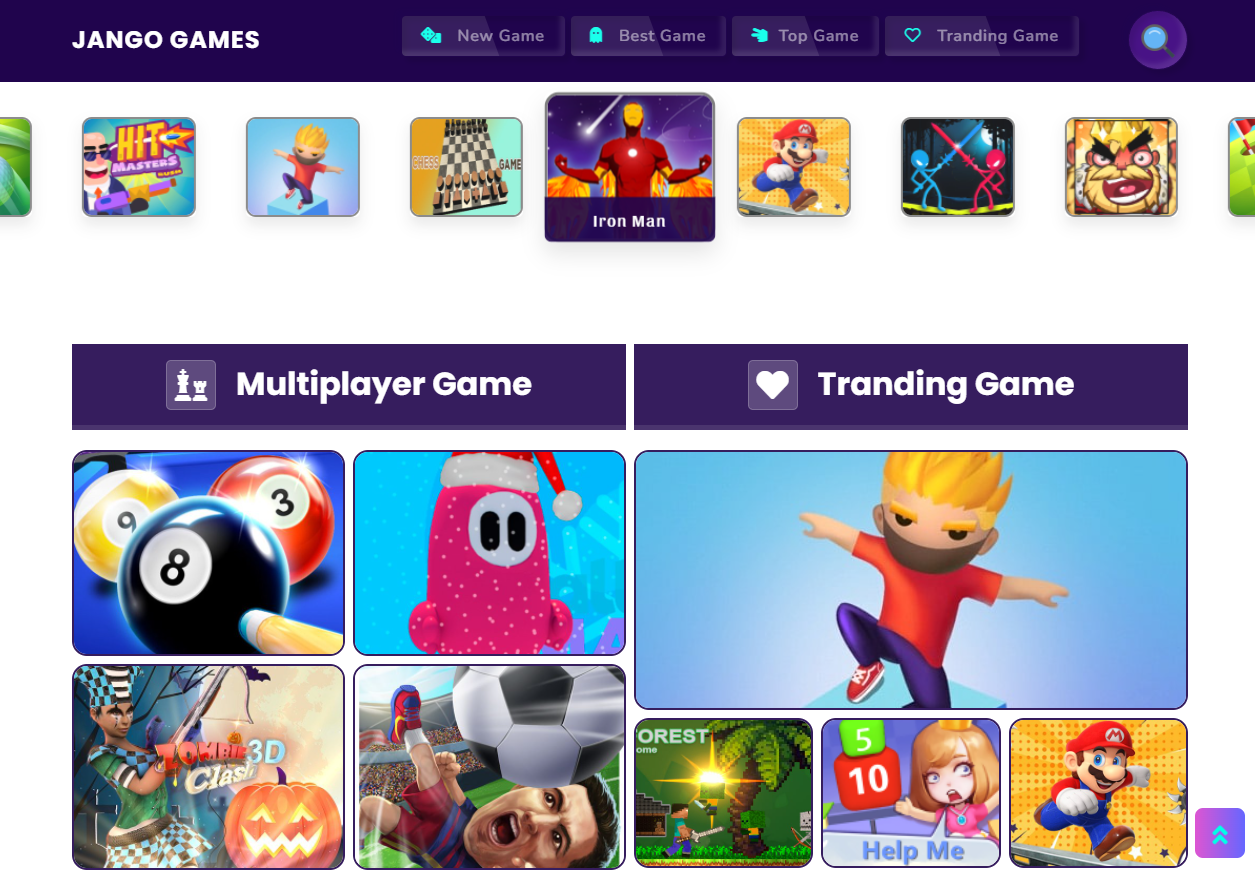 JANGO GAMES
New Game
Best Game
Top Game
Tranding Game
HIT
MASTERS
RUSH
CHESS
GAME
Iron Man
Multiplayer Game
Tranding Game
9
3
8
ZOMBIE 3D
Clash
OREST
ome
5
10
Help Me